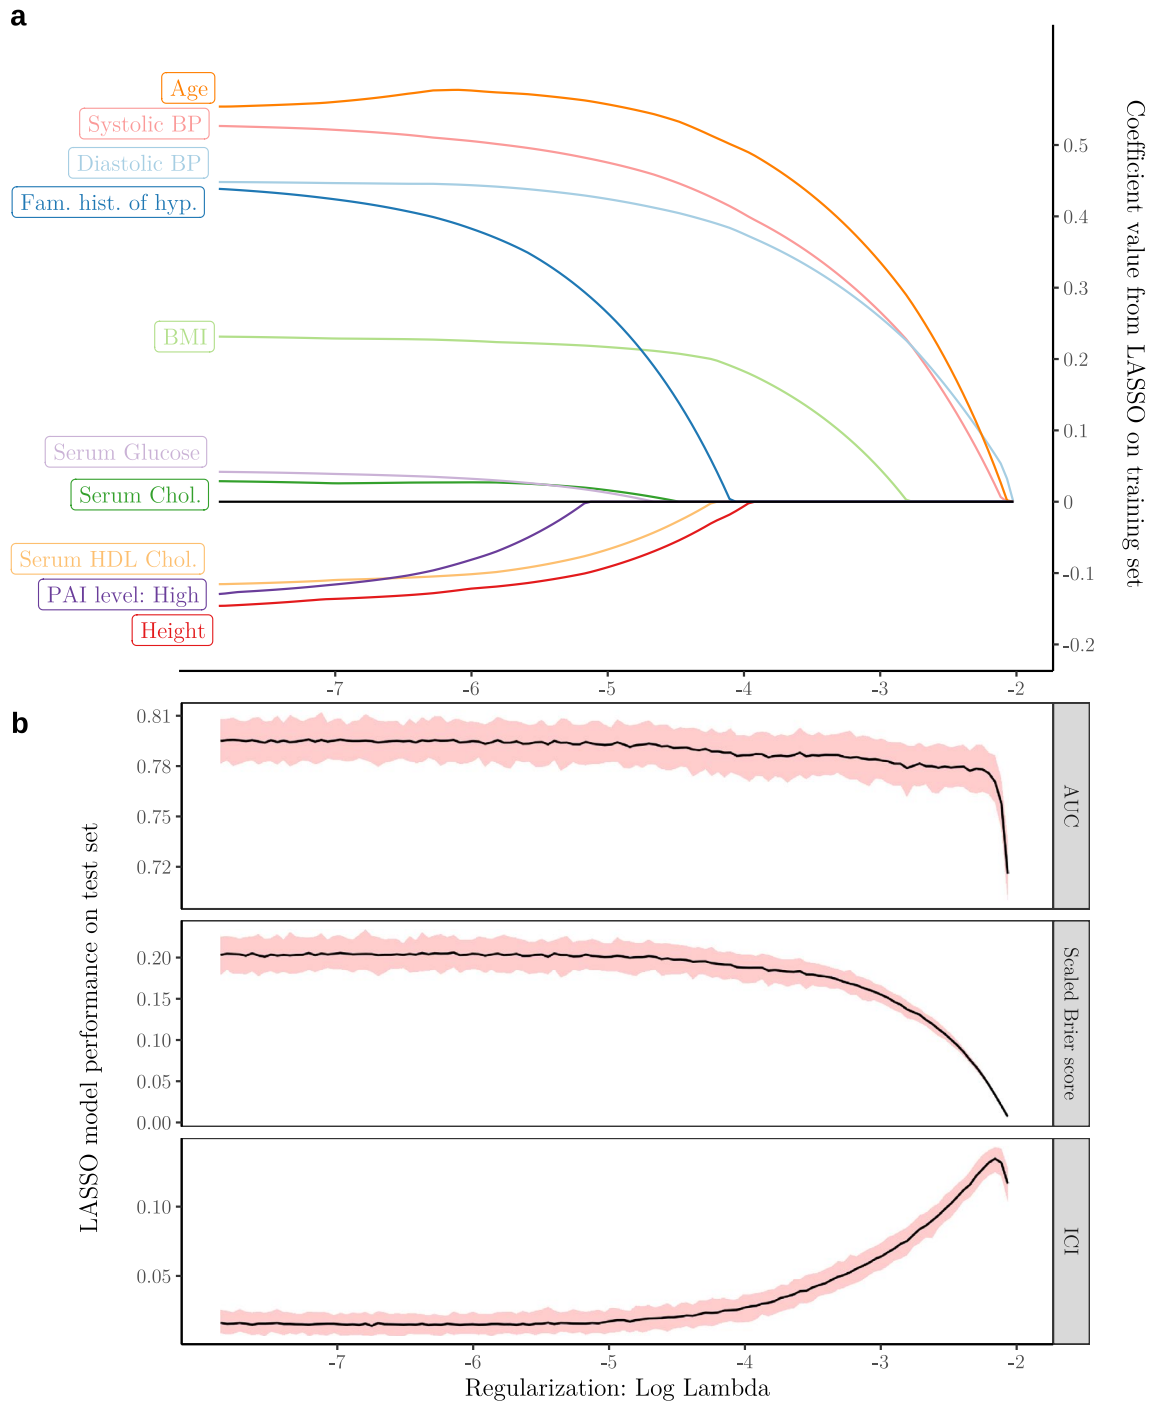 a
Age
Systolic BP
Diastolic BP
Fam. hist. of hyp.
BMI
Serum Glucose
Serum Chol.
Serum HDL Chol.
PAI level: High
Height
0.5
0.4
0.3
0.2
0.1
0
-0.1
-0.2
Coefficient value from LASSO on training set
-7 -6 -5 -4 -3 -2
b
LASSO model performance on test set
0.81
0.78
0.75
0.72
AUC
0.20
0.15
0.10
0.05
0.00
Scaled Brier score
0.10
0.05
ICI
-7 -6 -5 -4 -3 -2
Regularization: Log Lambda